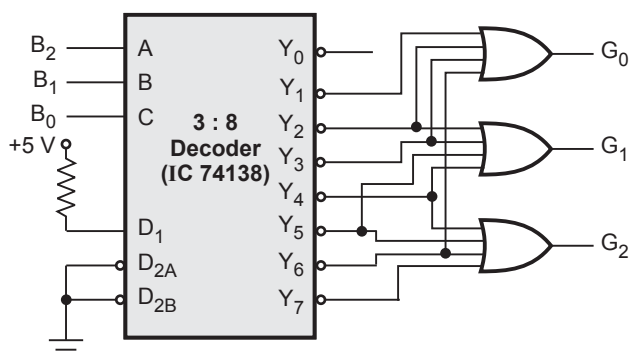 B2
B1
B0
+5 V
A
B
C
3 : 8
Decoder
(IC 74138)
D1
D2A
D2B
Y0
Y1
Y2
Y3
Y4
Y5
Y6
Y7
G0
G1
G2